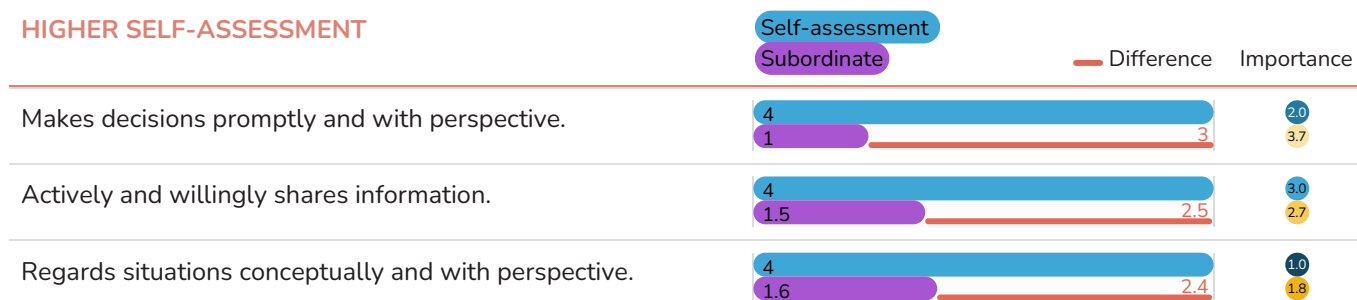 HIGHER SELF-ASSESSMENT
Self-assessment
Subordinate
Difference
Importance
Makes decisions promptly and with perspective.
4
1
3
2.0
3.7
Actively and willingly shares information.
4
1.5
2.5
3.0
2.7
Regards situations conceptually and with perspective.
4
1.6
2.4
1.0
1.8